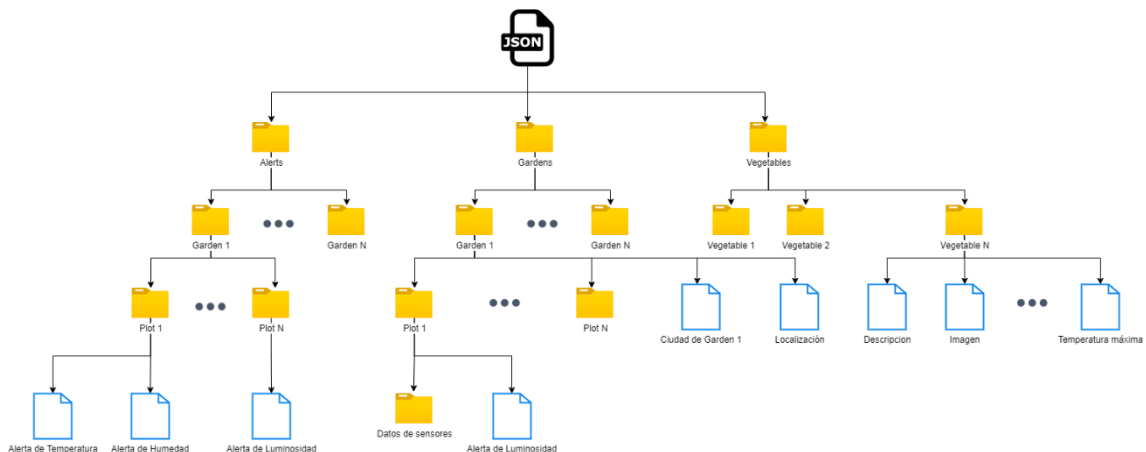 JSON
Alerts
Gardens
Vegetables
Garden 1
Garden N
Garden 1
Garden N
Vegetable 1
Vegetable 2
Vegetable N
Plot 1
Plot N
Plot 1
Plot N
Ciudad de Garden 1
Localización
Descripcion
Imagen
Temperatura máxima
Alerta de Temperatura
Alerta de Humedad
Alerta de Luminosidad
Datos de sensores
Alerta de Luminosidad